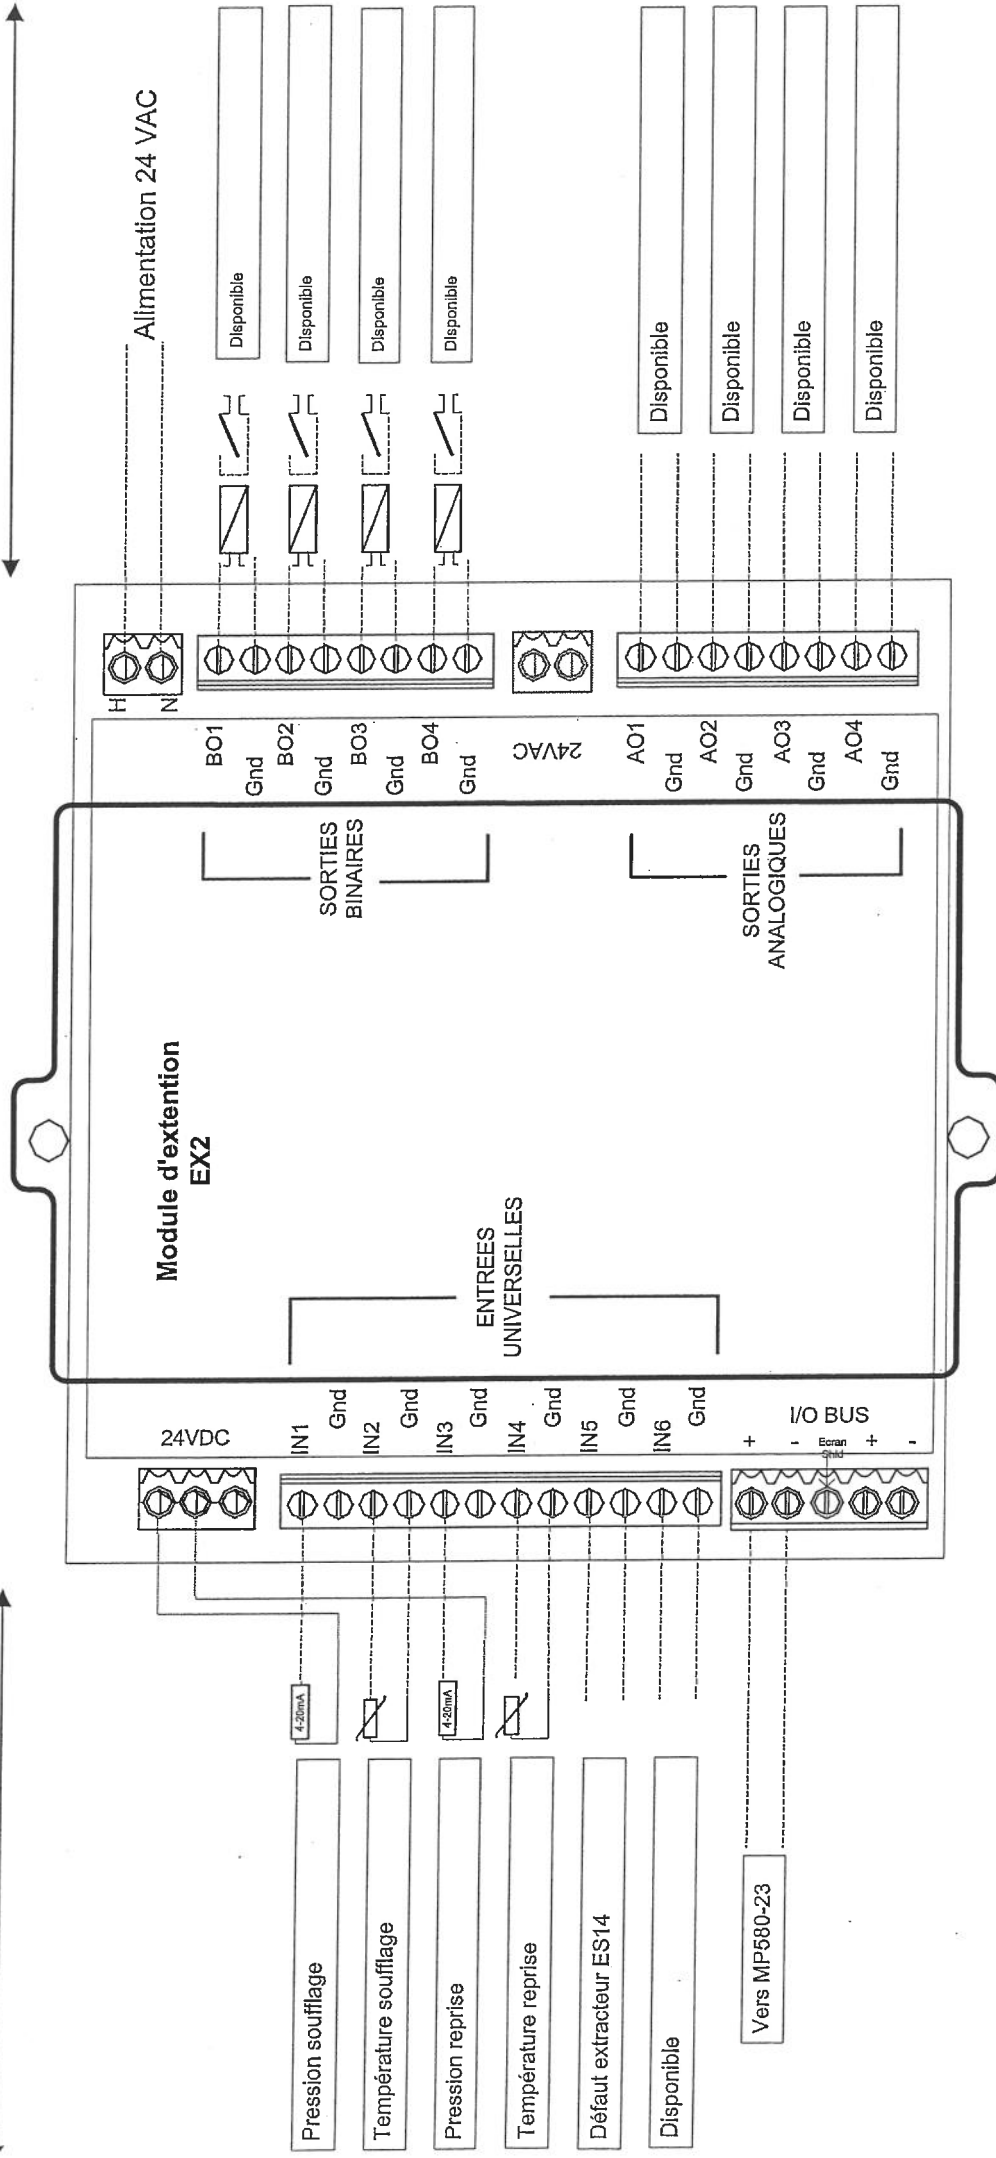 Alimentation 24 VAC
Disponible
Disponible
Disponible
Disponible
Disponible
Disponible
Disponible
Disponible
H
N
BO1
Gnd
BO2
Gnd
BO3
Gnd
BO4
Gnd
24VAC
AO1
Gnd
AO2
Gnd
AO3
Gnd
AO4
Gnd
SORTIES
BINAIRES
SORTIES
ANALOGIQUES
Module d'extention
EX2
ENTREES
UNIVERSELLES
24VDC
IN1
Gnd
IN2
Gnd
IN3
Gnd
IN4
Gnd
IN5
Gnd
IN6
Gnd
I/O BUS
+
-
Ecran
Shld
+
-
4-20mA
4-20mA
Pression soufflage
Température soufflage
Pression reprise
Température reprise
Défaut extracteur ES14
Disponible
Vers MP580-23